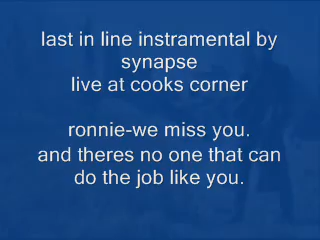 last in line instramental by
synapse
live at cooks corner
ronnie-we miss you.
and theres no one that can
do the job like you.